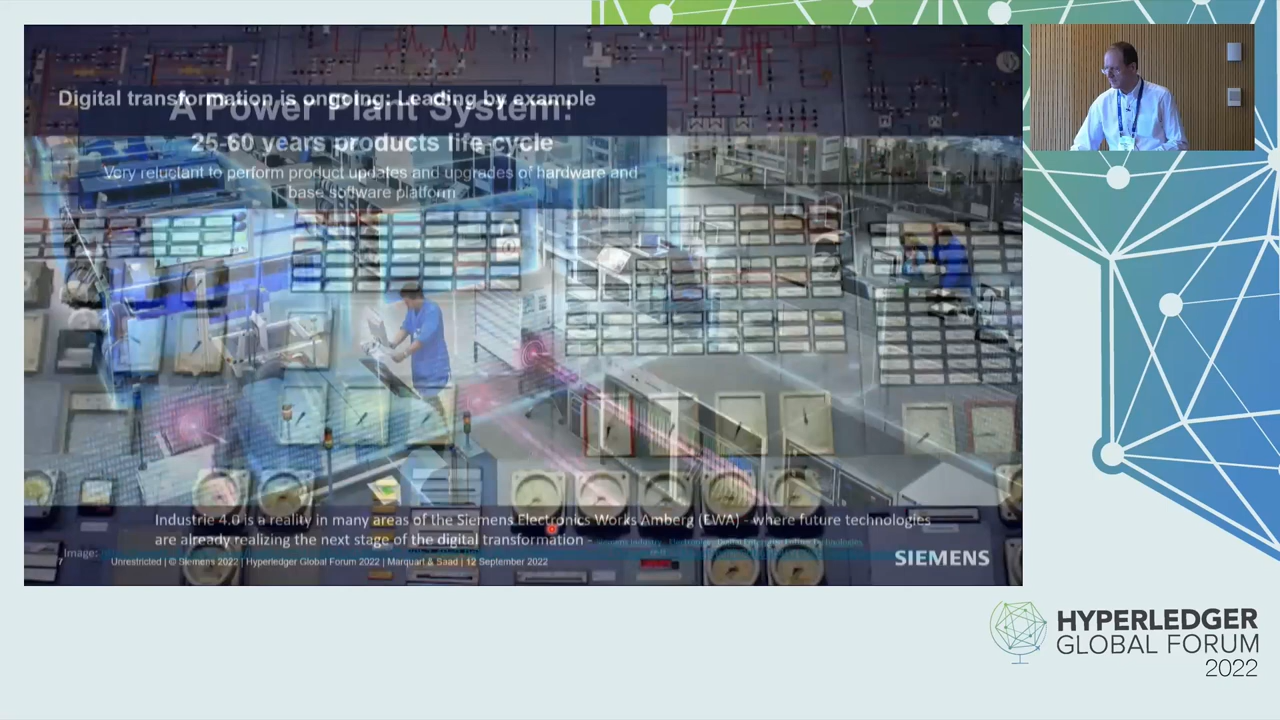 Digital transformation is ongoing: Leading by example
A Power Plant System:
25-60 years products life-cycle
Very reluctant to perform product updates and upgrades of hardware and
base software platform
Industrie 4.0 is a reality in many areas of the Siemens Electronics Works Amberg (EWA) - where future technologies
are already realizing the next stage of the digital transformation -
Image:
7 Unrestricted | © Siemens 2022 | Hyperledger Global Forum 2022 | Marquart & Saad | 12 September 2022
SIEMENS
HYPERLEDGER
GLOBAL FORUM
2022